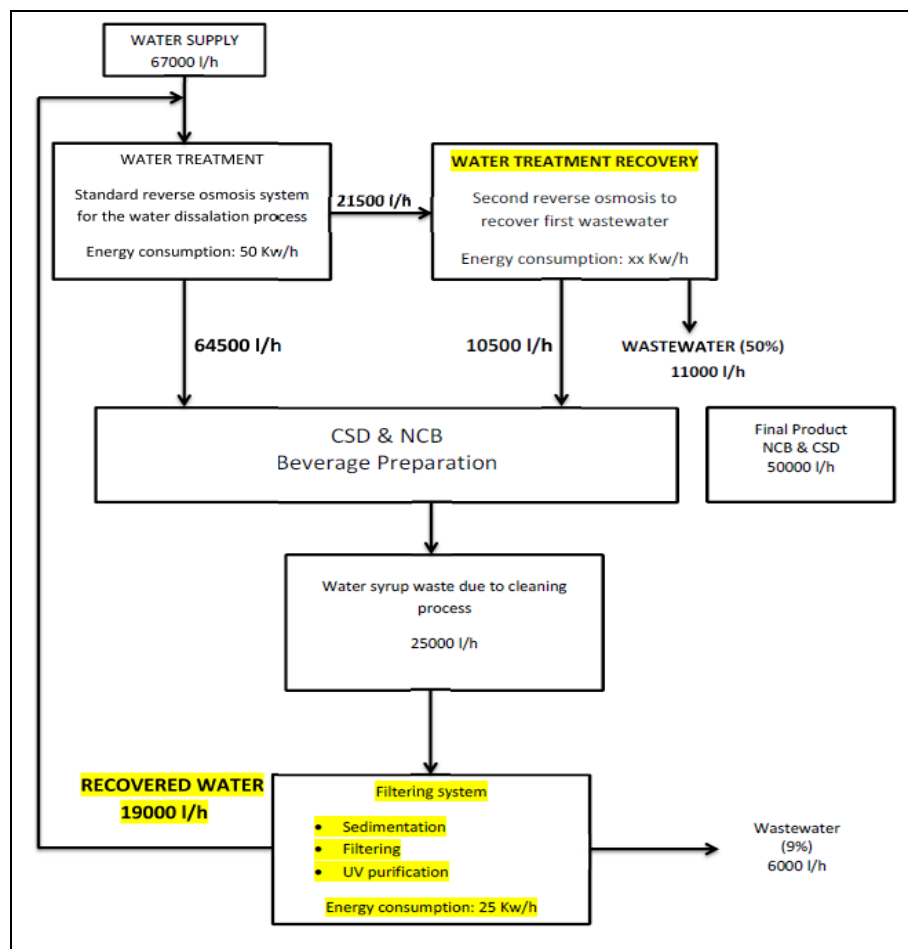 WATER SUPPLY
67000 l/h
WATER TREATMENT
Standard reverse osmosis system
for the water dissalation process
Energy consumption: 50 Kw/h
21500 l/h
WATER TREATMENT RECOVERY
Second reverse osmosis to
recover first wastewater
Energy consumption: xx Kw/h
64500 l/h
10500 l/h
WASTEWATER (50%)
11000 l/h
CSD & NCB
Beverage Preparation
Final Product
NCB & CSD
50000 l/h
Water syrup waste due to cleaning
process
25000 l/h
RECOVERED WATER
19000 l/h
Filtering system
• Sedimentation
• Filtering
• UV purification
Energy consumption: 25 Kw/h
Wastewater
(9%)
6000 l/h